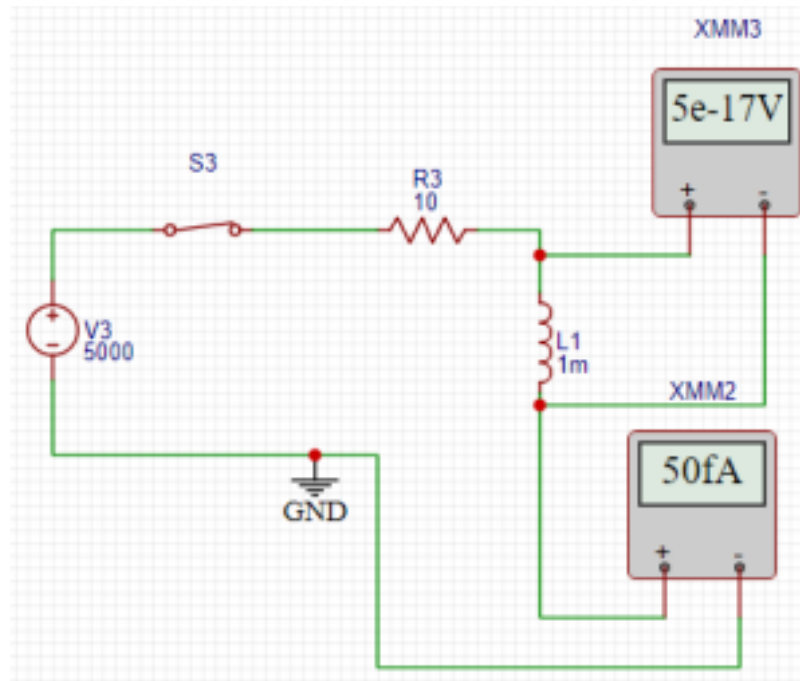 XMM3
5e-17V
+ -
S3
R3
10
V3
5000
+
-
L1
1m
XMM2
50fA
+ -
GND